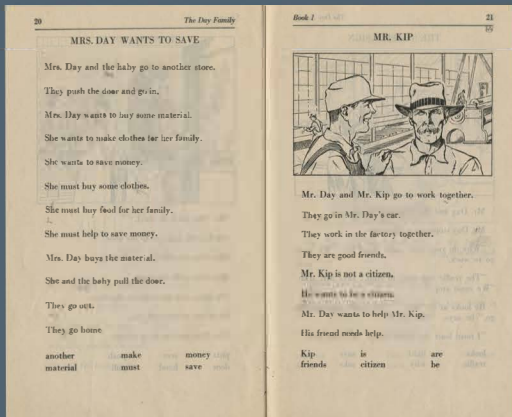 20
The Day Family
MRS. DAY WANTS TO SAVE
Mrs. Day and the baby go to another store.
They push the door and go in.
Mrs. Day wants to buy some material.
She wants to make clothes for her family.
She wants to save money.
She must buy some clothes.
She must buy food for her family.
She must help to save money.
Mrs. Day buys the material.
She and the baby pull the door.
They go out.
They go home
another make money
material must save
Book 1
21
MR. KIP
Mr. Day and Mr. Kip go to work together.
They go in Mr. Day's car.
They work in the factory together.
They are good friends.
Mr. Kip is not a citizen.
He wants to be a citizen.
Mr. Day wants to help Mr. Kip.
His friend needs help.
Kip is are
friends citizen be